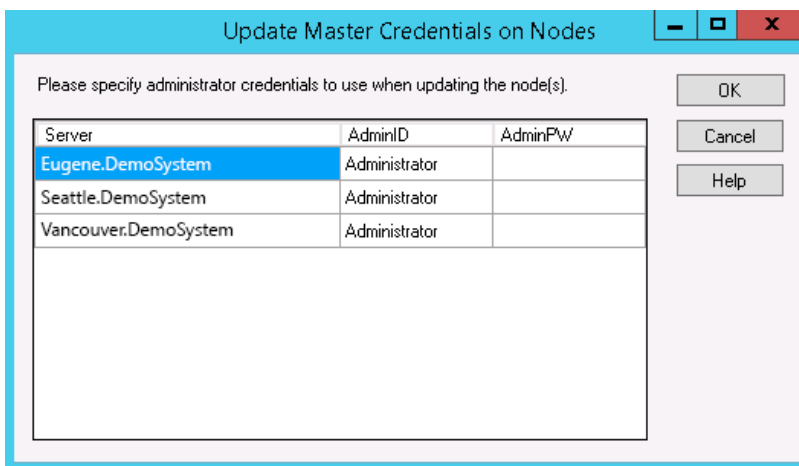 Update Master Credentials on Nodes
Please specify administrator credentials to use when updating the node(s).
OK
Cancel
Help
Server AdminID AdminPW
Eugene.DemoSystem Administrator
Seattle.DemoSystem Administrator
Vancouver.DemoSystem Administrator